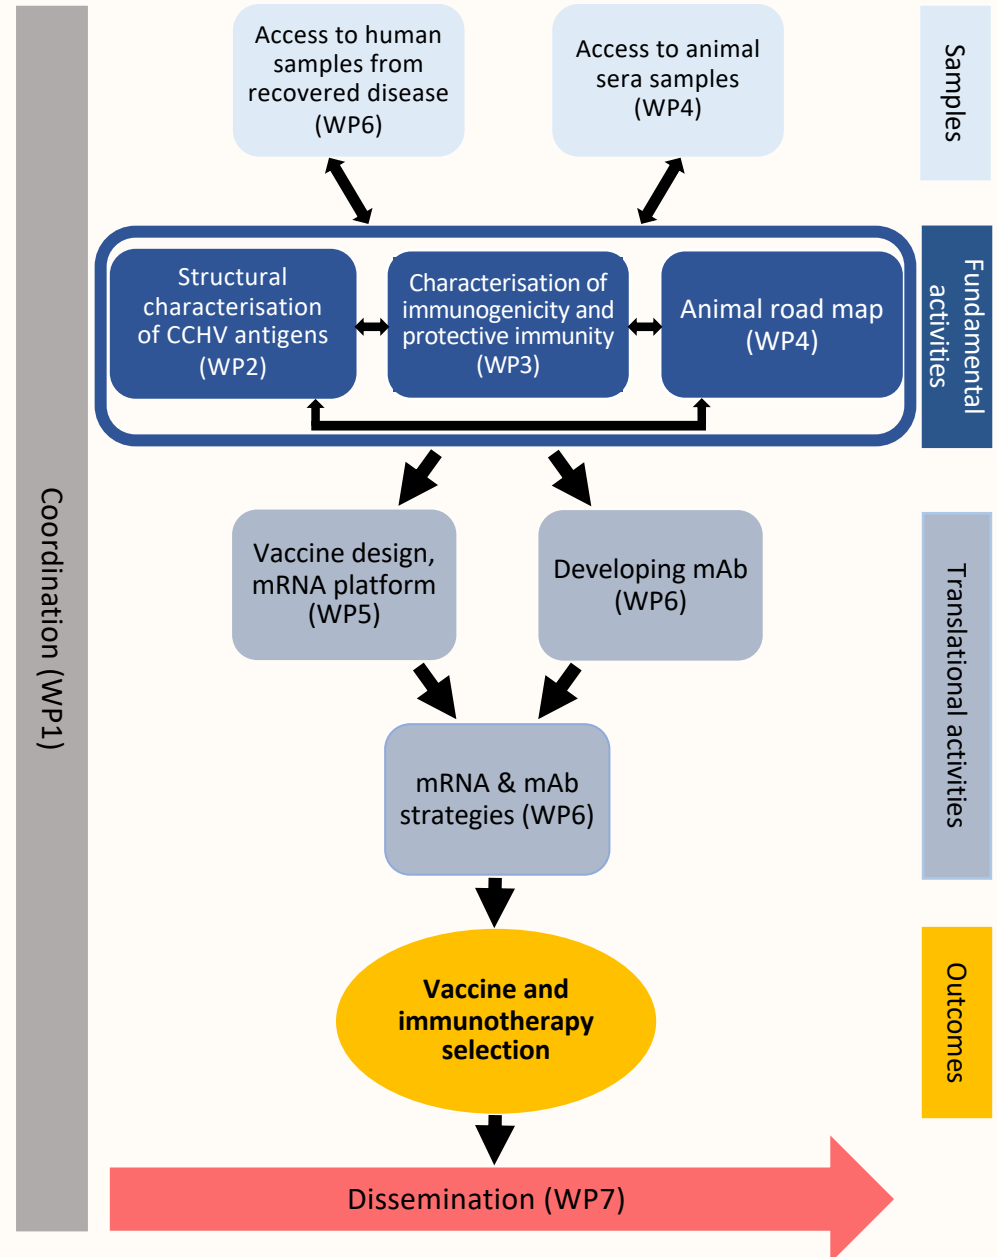 Access to human
samples from
recovered disease
(WP6)
Access to animal
sera samples
(WP4)
Samples
Structural
characterisation
of CCHV antigens
(WP2)
Characterisation of
immunogenicity and
protective immunity
(WP3)
Animal road map
(WP4)
Fundamental
activities
Coordination (WP1)
Vaccine design,
mRNA platform
(WP5)
Developing mAb
(WP6)
Translational activities
mRNA & mAb
strategies (WP6)
Vaccine and
immunotherapy
selection
Outcomes
Dissemination (WP7)